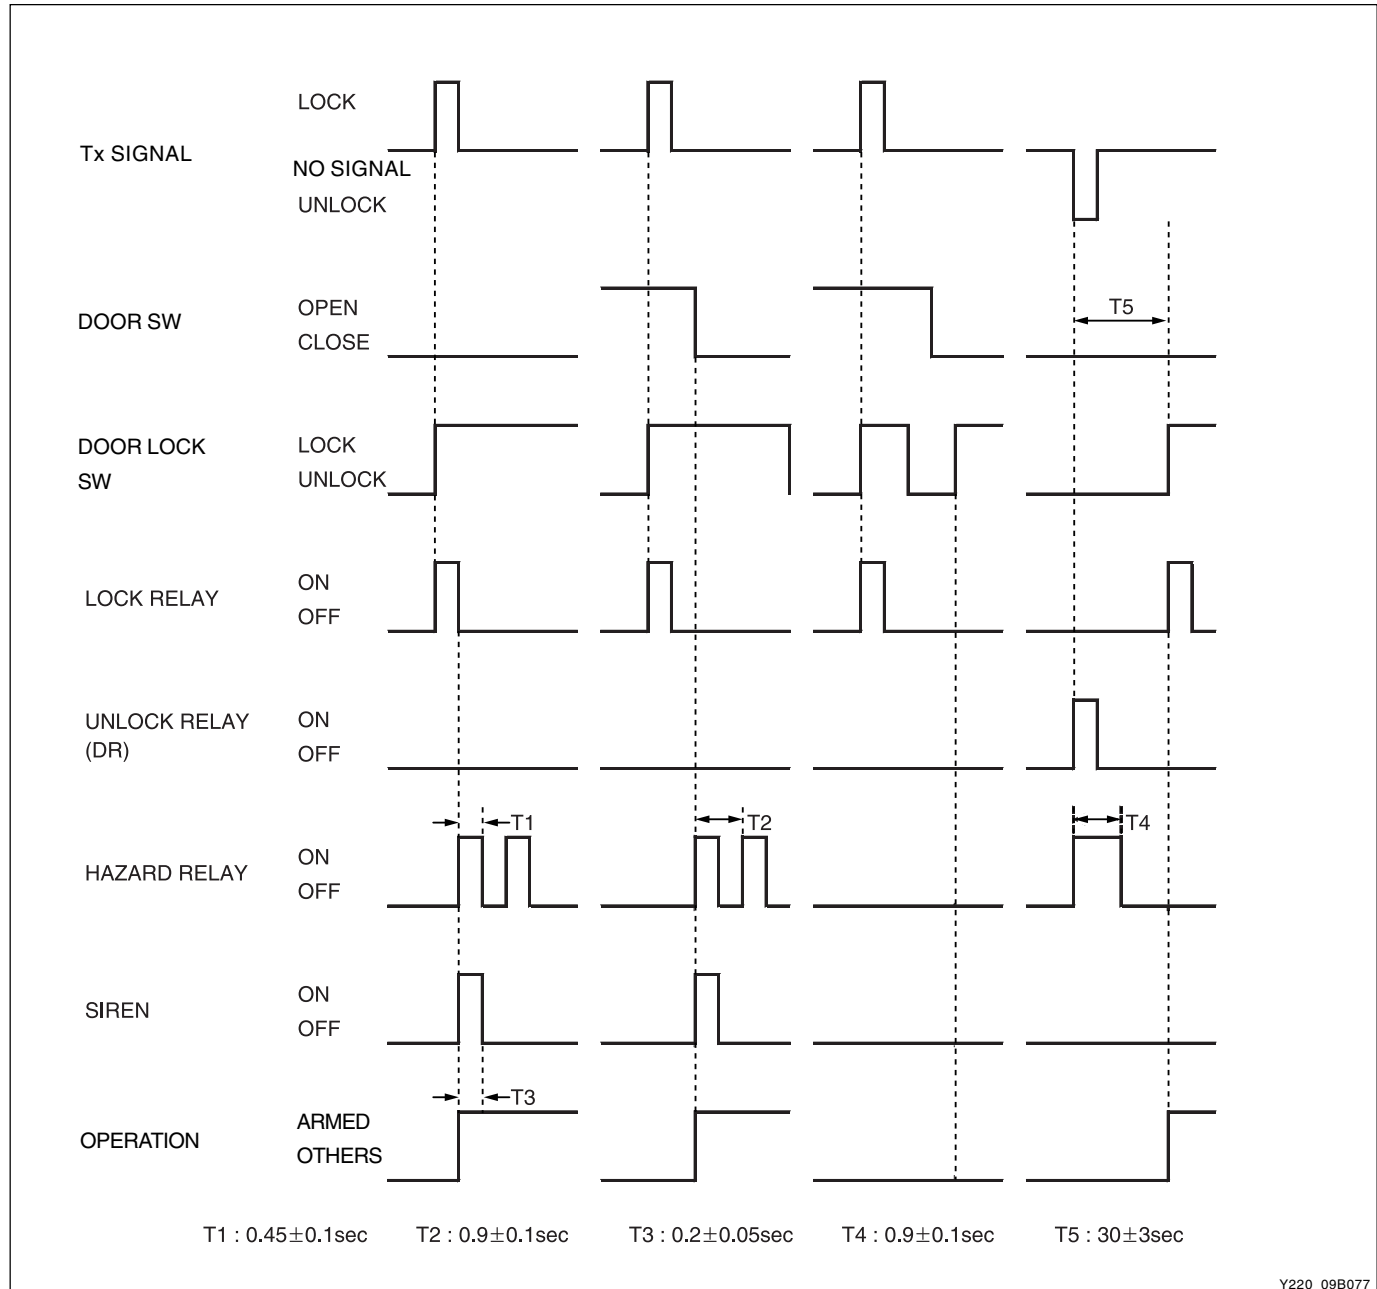 LOCK
Tx SIGNAL
NO SIGNAL
UNLOCK
DOOR SW
OPEN
CLOSE
T5
DOOR LOCK
SW
LOCK
UNLOCK
LOCK RELAY
ON
OFF
UNLOCK RELAY
(DR)
ON
OFF
T1
T2
T4
HAZARD RELAY
ON
OFF
SIREN
ON
OFF
T3
OPERATION
ARMED
OTHERS
T1 : 0.45±0.1sec T2 : 0.9±0.1sec T3 : 0.2±0.05sec T4 : 0.9±0.1sec T5 : 30±3sec
Y220_09B077